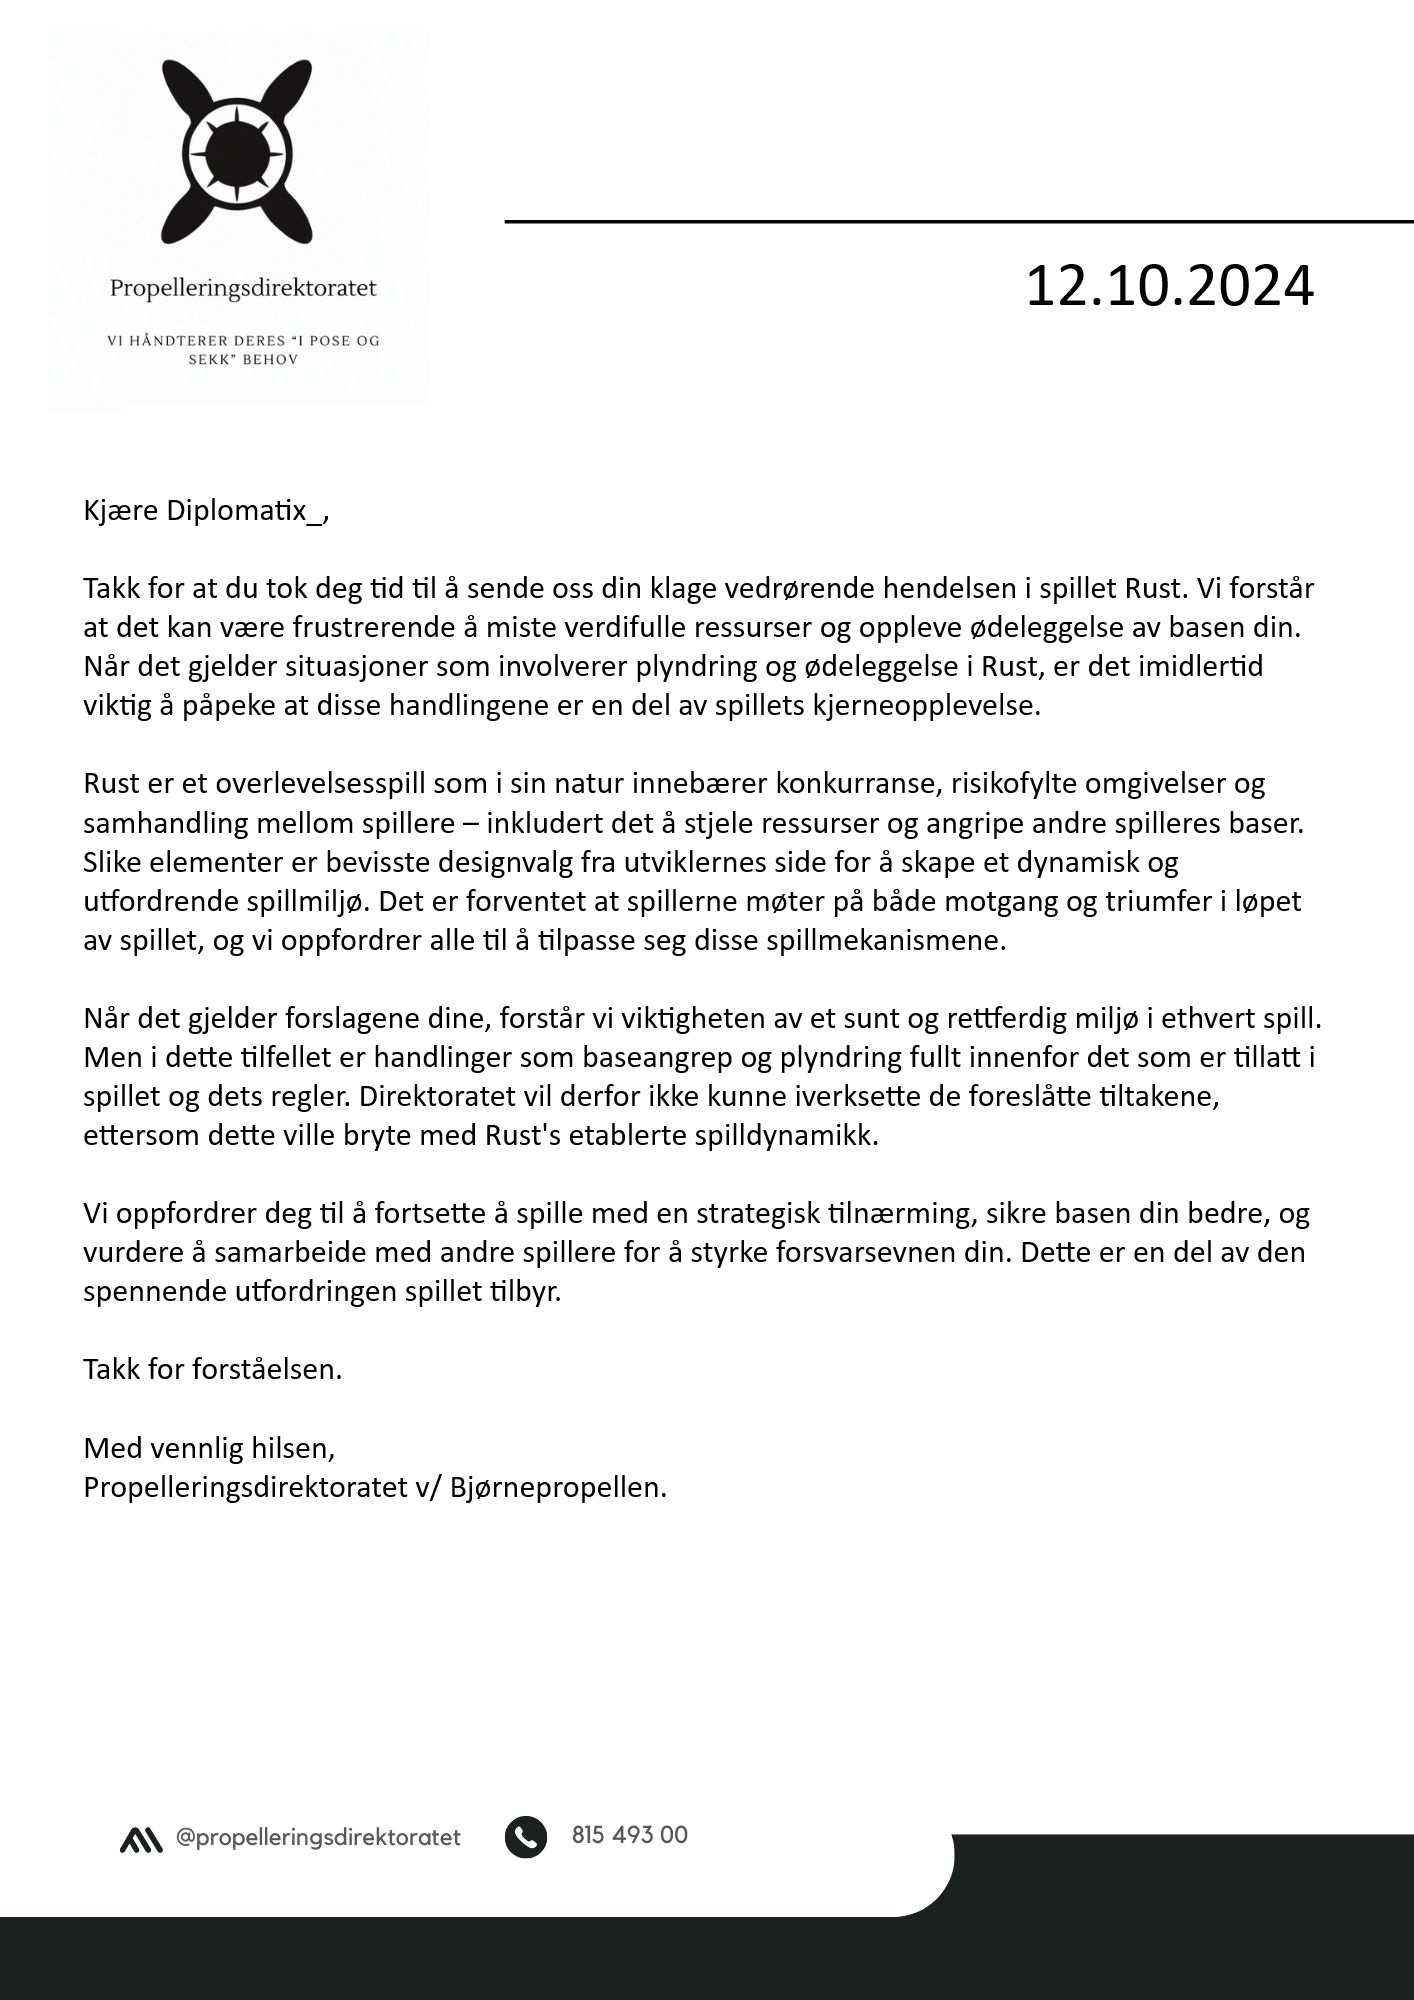 Propelleringsdirektoratet
VI HÅNDTERER DERES “I POSE OG
SEKK” BEHOV
12.10.2024
Kjære Diplomatix_,
Takk for at du tok deg tid til å sende oss din klage vedrørende hendelsen i spillet Rust. Vi forstår
at det kan være frustrerende å miste verdifulle ressurser og oppleve ødeleggelse av basen din.
Når det gjelder situasjoner som involverer plyndring og ødeleggelse i Rust, er det imidlertid
viktig å påpeke at disse handlingene er en del av spillets kjerneopplevelse.
Rust er et overlevelsesspill som i sin natur innebærer konkurranse, risikofylte omgivelser og
samhandling mellom spillere – inkludert det å stjele ressurser og angripe andre spilleres baser.
Slike elementer er bevisste designvalg fra utviklernes side for å skape et dynamisk og
utfordrende spillmiljø. Det er forventet at spillerne møter på både motgang og triumfer i løpet
av spillet, og vi oppfordrer alle til å tilpasse seg disse spillmekanismene.
Når det gjelder forslagene dine, forstår vi viktigheten av et sunt og rettferdig miljø i ethvert spill.
Men i dette tilfellet er handlinger som baseangrep og plyndring fullt innenfor det som er tillatt i
spillet og dets regler. Direktoratet vil derfor ikke kunne iverksette de foreslåtte tiltakene,
ettersom dette ville bryte med Rust's etablerte spilldynamikk.
Vi oppfordrer deg til å fortsette å spille med en strategisk tilnærming, sikre basen din bedre, og
vurdere å samarbeide med andre spillere for å styrke forsvarsevnen din. Dette er en del av den
spennende utfordringen spillet tilbyr.
Takk for forståelsen.
Med vennlig hilsen,
Propelleringsdirektoratet v/ Bjørnepropellen.
@propelleringsdirektoratet
815 493 00